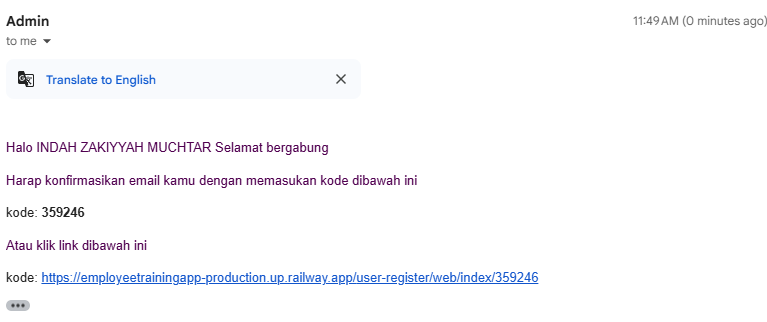 Admin
11:49 AM (0 minutes ago)
to me
Translate to English
Halo INDAH ZAKIYYAH MUCHTAR Selamat bergabung
Harap konfirmasikan email kamu dengan memasukan kode dibawah ini
kode: 359246
Atau klik link dibawah ini
kode: https://employeetrainingapp-production.up.railway.app/user-register/web/index/359246